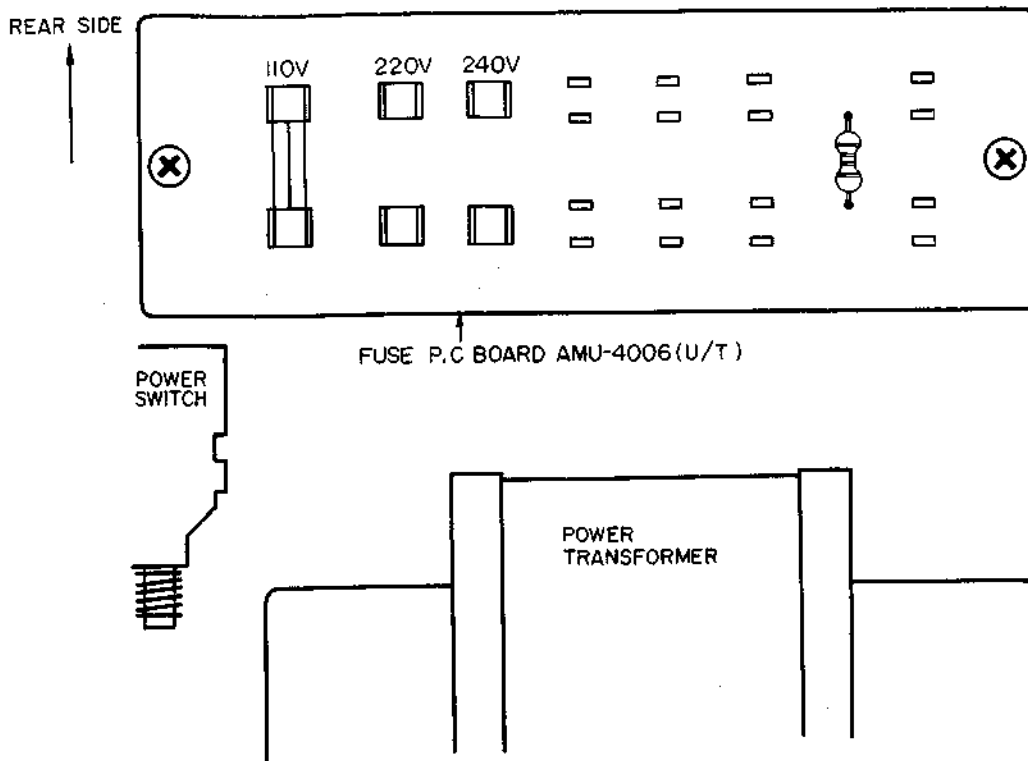 REAR SIDE
110V 220V 240V
FUSE P.C BOARD AMU-4006(U/T)
POWER
SWITCH
POWER
TRANSFORMER